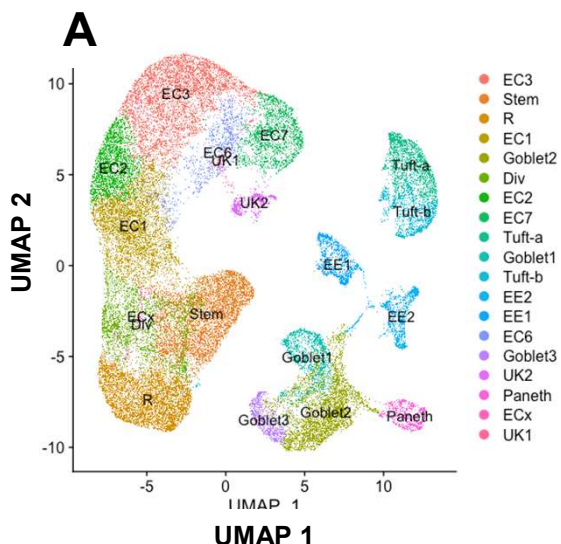 A
10
5
0
-5
-10
UMAP 2
EC3
EC7
EC6
UK1
EC2
UK2
EC1
Tuft-a
Tuft-b
EE1
EE2
ECx
Div
Stem
R
Goblet1
Goblet2
Goblet3
Paneth
-5
0
5
10
UMAP_1
UMAP 1
EC3
Stem
R
EC1
Goblet2
Div
EC2
EC7
Tuft-a
Goblet1
Tuft-b
EE2
EE1
EC6
Goblet3
UK2
Paneth
ECx
UK1